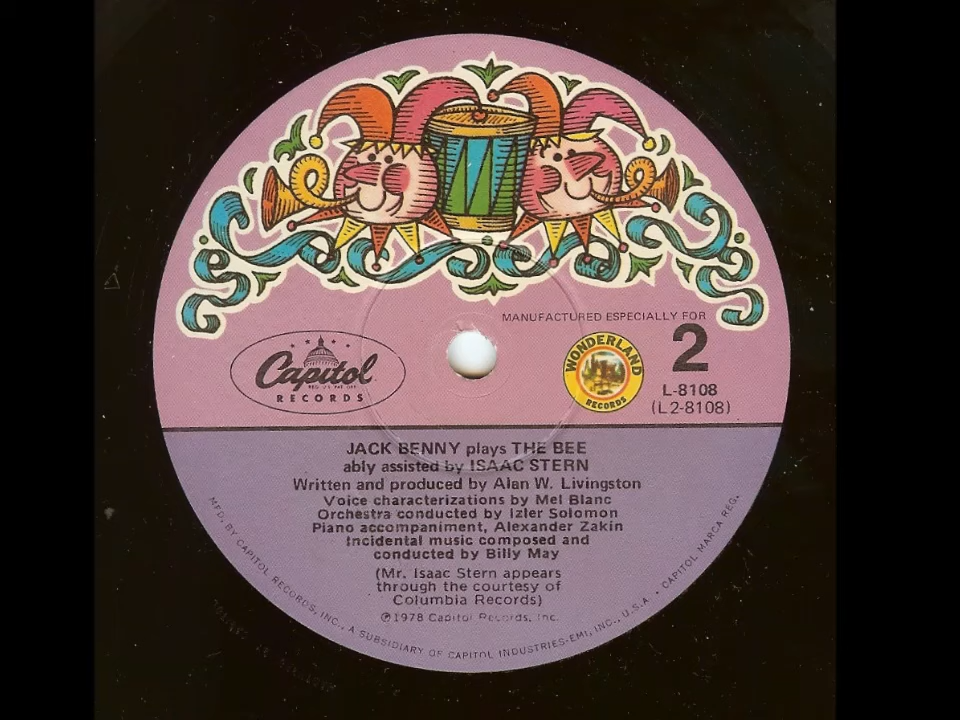 MANUFACTURED ESPECIALLY FOR
2
WONDERLAND
RECORDS
Capitol
RECORDS
L-8108
(L2-8108)
JACK BENNY plays THE BEE
ably assisted by ISAAC STERN
Written and produced by Alan W. Livingston
Voice characterizations by Mel Blanc
Orchestra conducted by Izler Solomon
Piano accompaniment, Alexander Zakin
Incidental music composed and
conducted by Billy May
(Mr. Isaac Stern appears
through the courtesy of
Columbia Records)
℗1978 Capitol Records, Inc.
MFD. BY CAPITOL RECORDS, INC., A SUBSIDIARY OF CAPITOL INDUSTRIES-EMI, INC., U.S.A. • CAPITOL MARCA REG.